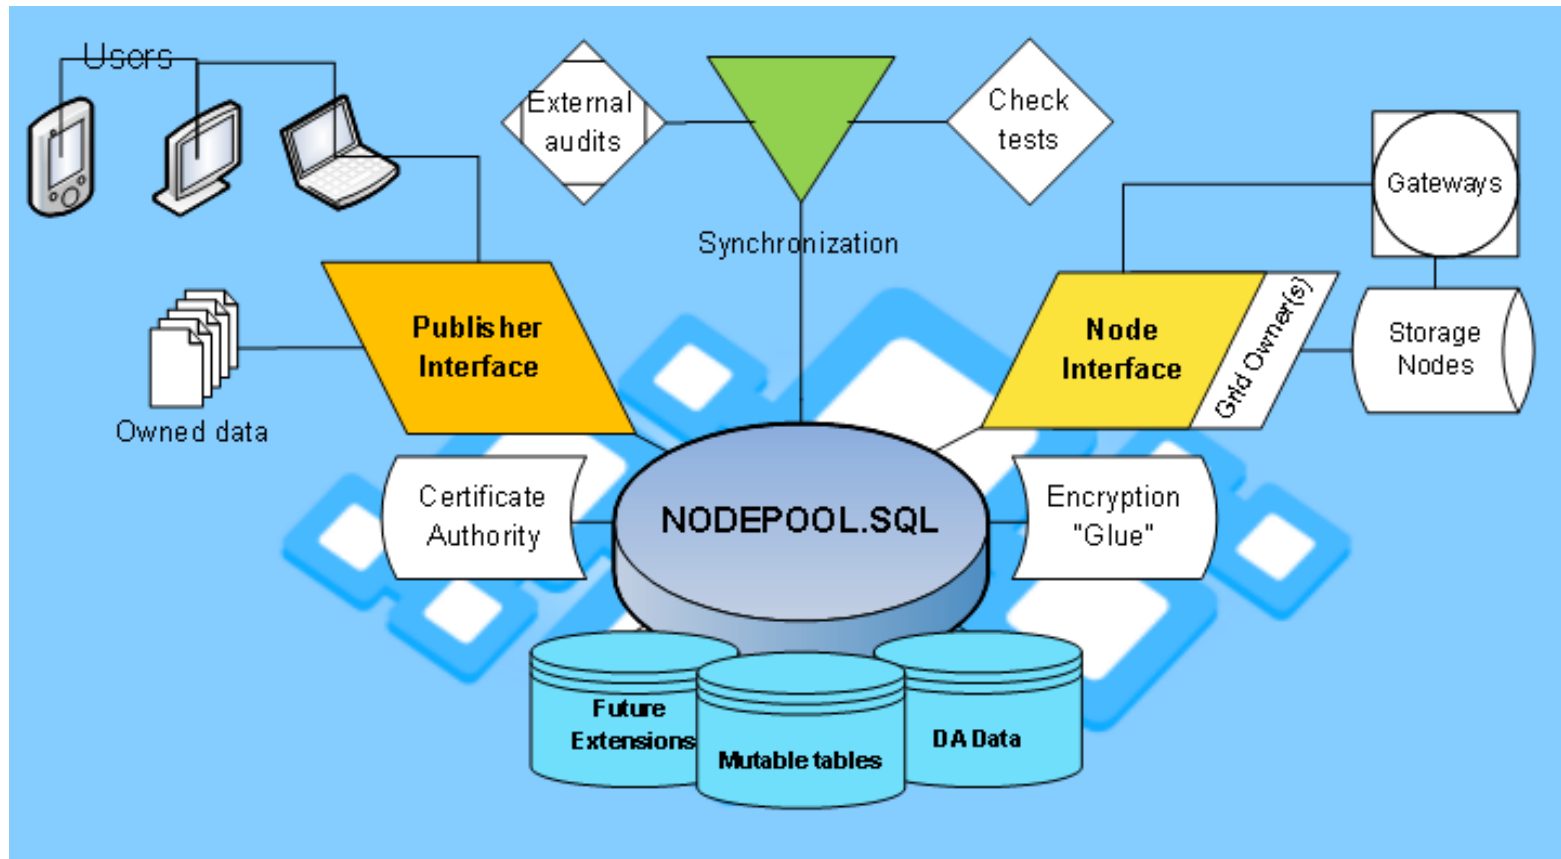 Users
External
audits
Check
tests
Gateways
Synchronization
Publisher
Interface
Node
Interface
Grid Owner(s)
Storage
Nodes
Owned data
Certificate
Authority
NODEPOOL.SQL
Encryption
"Glue"
Future
Extensions
Mutable tables
DA Data